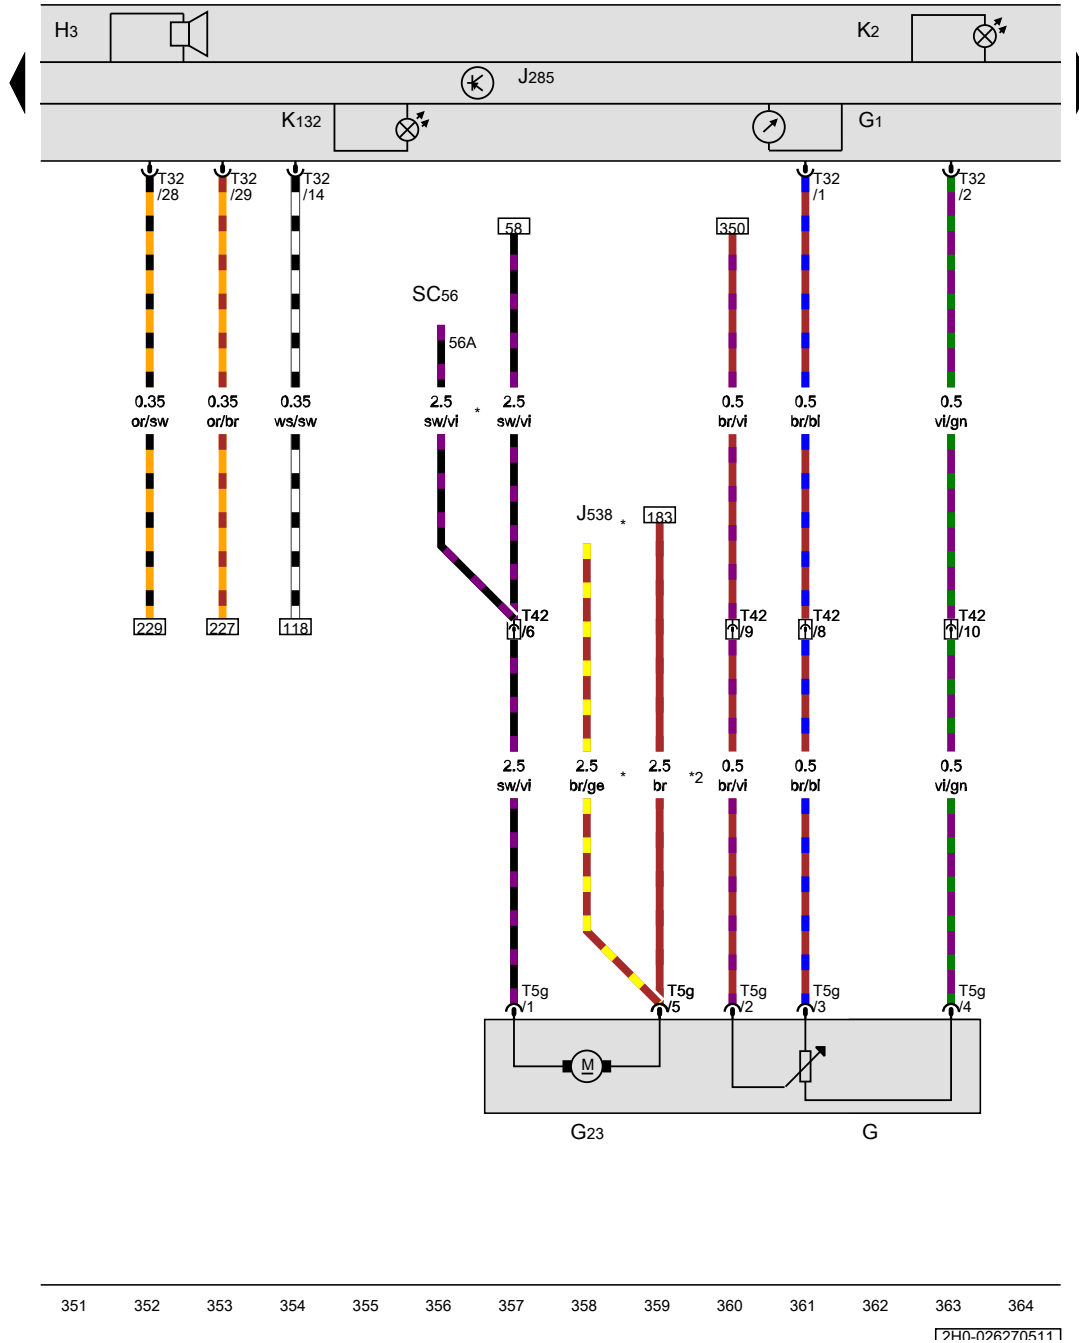 H3
K2
J285
K132
G1
T32
/28
T32
/29
T32
/14
T32
/1
T32
/2
58
350
SC56
56A
0.35
or/sw
0.35
or/br
0.35
ws/sw
2.5
sw/vi
*
2.5
sw/vi
0.5
br/vi
0.5
br/bl
0.5
vi/gn
J538
*
183
229
227
118
T42
/6
T42
/9
T42
/8
T42
/10
2.5
sw/vi
2.5
br/ge
*
2.5
br
*2
0.5
br/vi
0.5
br/bl
0.5
vi/gn
T5g
/1
T5g
/5
T5g
/2
T5g
/3
T5g
/4
M
G23
G
351 352 353 354 355 356 357 358 359 360 361 362 363 364
2H0-026270511